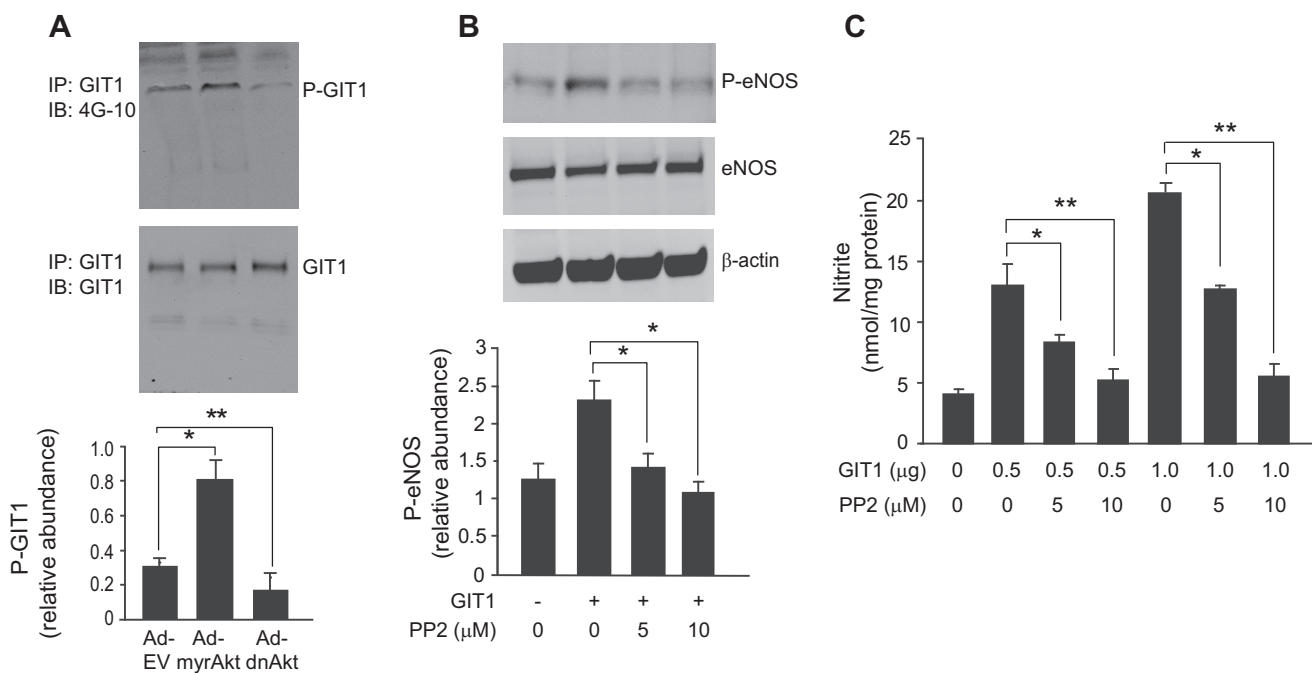 A
IP: GIT1
IB: 4G-10
P-GIT1
IP: GIT1
IB: GIT1
GIT1
P-GIT1
(relative abundance)
1.0
0.8
0.6
0.4
0.2
0
*
**
Ad-
EV
Ad-
myrAkt
Ad-
dnAkt
B
P-eNOS
eNOS
β-actin
P-eNOS
(relative abundance)
3
2.5
2
1.5
1
0.5
0
*
*
GIT1 - + + +
PP2 (μM) 0 0 5 10
C
Nitrite
(nmol/mg protein)
25
20
15
10
5
0
**
*
**
*
GIT1 (μg) 0 0.5 0.5 0.5 1.0 1.0 1.0
PP2 (μM) 0 0 5 10 0 5 10